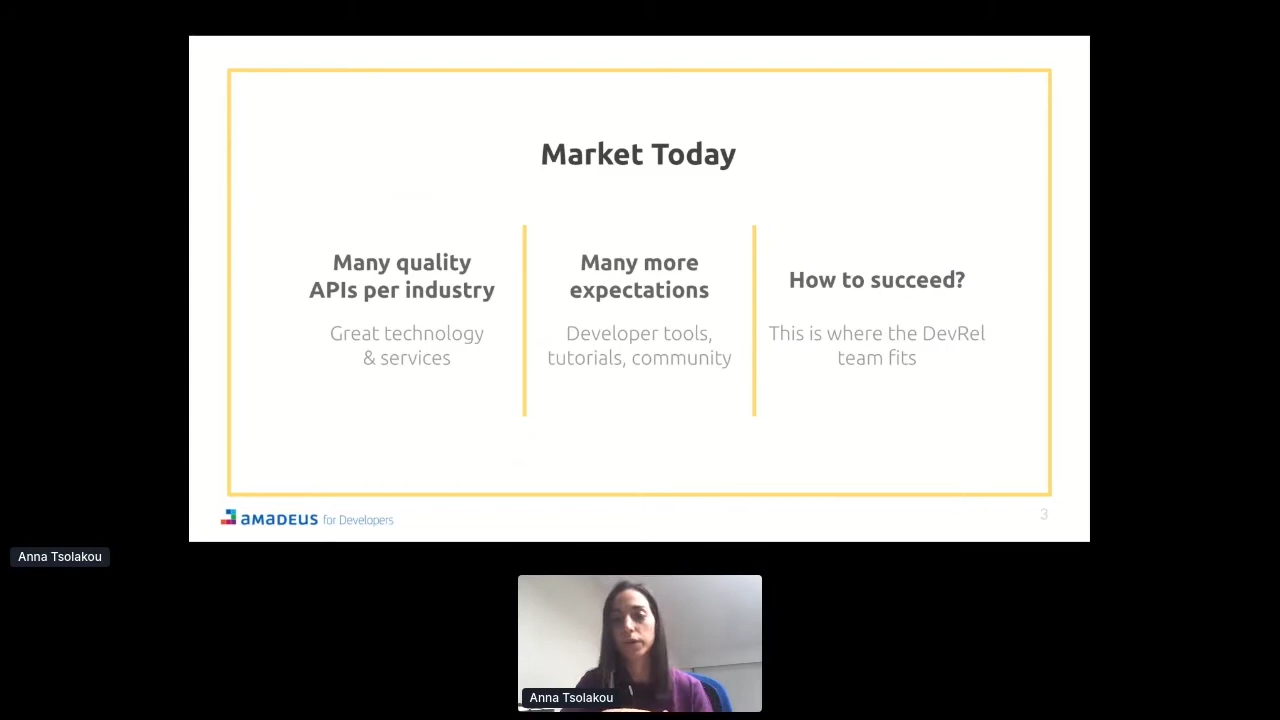 Market Today
Many quality
APIs per industry
Great technology
& services
Many more
expectations
Developer tools,
tutorials, community
How to succeed?
This is where the DevRel
team fits
amadeus for Developers
3
Anna Tsolakou
Anna Tsolakou